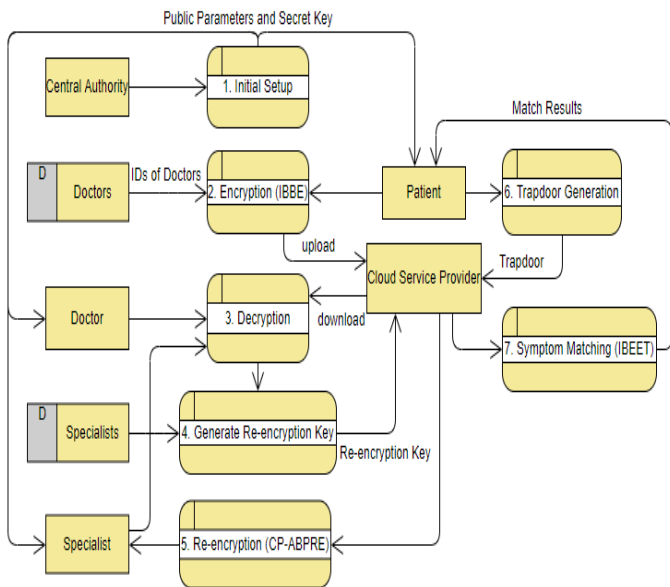 Public Parameters and Secret Key
Central Authority
1. Initial Setup
Match Results
D
Doctors
IDs of Doctors
2. Encryption (IBBE)
Patient
6. Trapdoor Generation
upload
Cloud Service Provider
Trapdoor
Doctor
3. Decryption
download
7. Symptom Matching (IBEET)
D
Specialists
4. Generate Re-encryption Key
Re-encryption Key
Specialist
5. Re-encryption (CP-ABPRE)